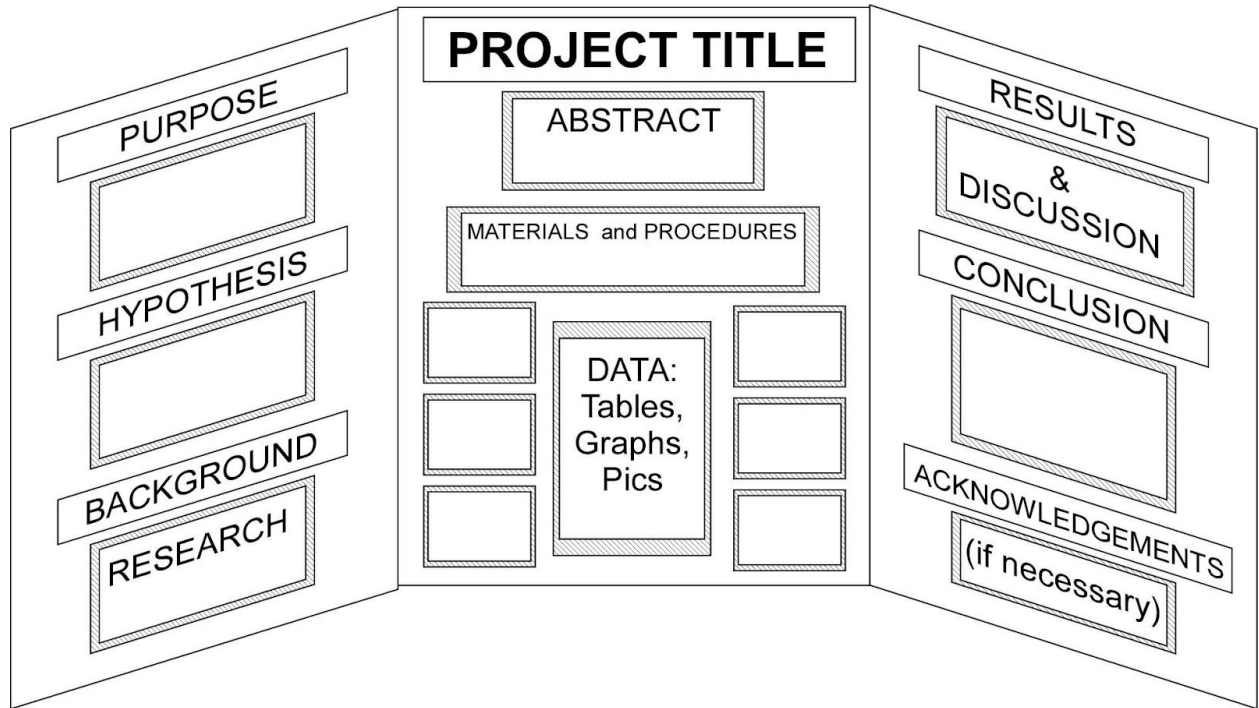 PURPOSE
HYPOTHESIS
BACKGROUND
RESEARCH
PROJECT TITLE
ABSTRACT
MATERIALS and PROCEDURES
DATA:
Tables,
Graphs,
Pics
RESULTS
&
DISCUSSION
CONCLUSION
ACKNOWLEDGEMENTS
(if necessary)